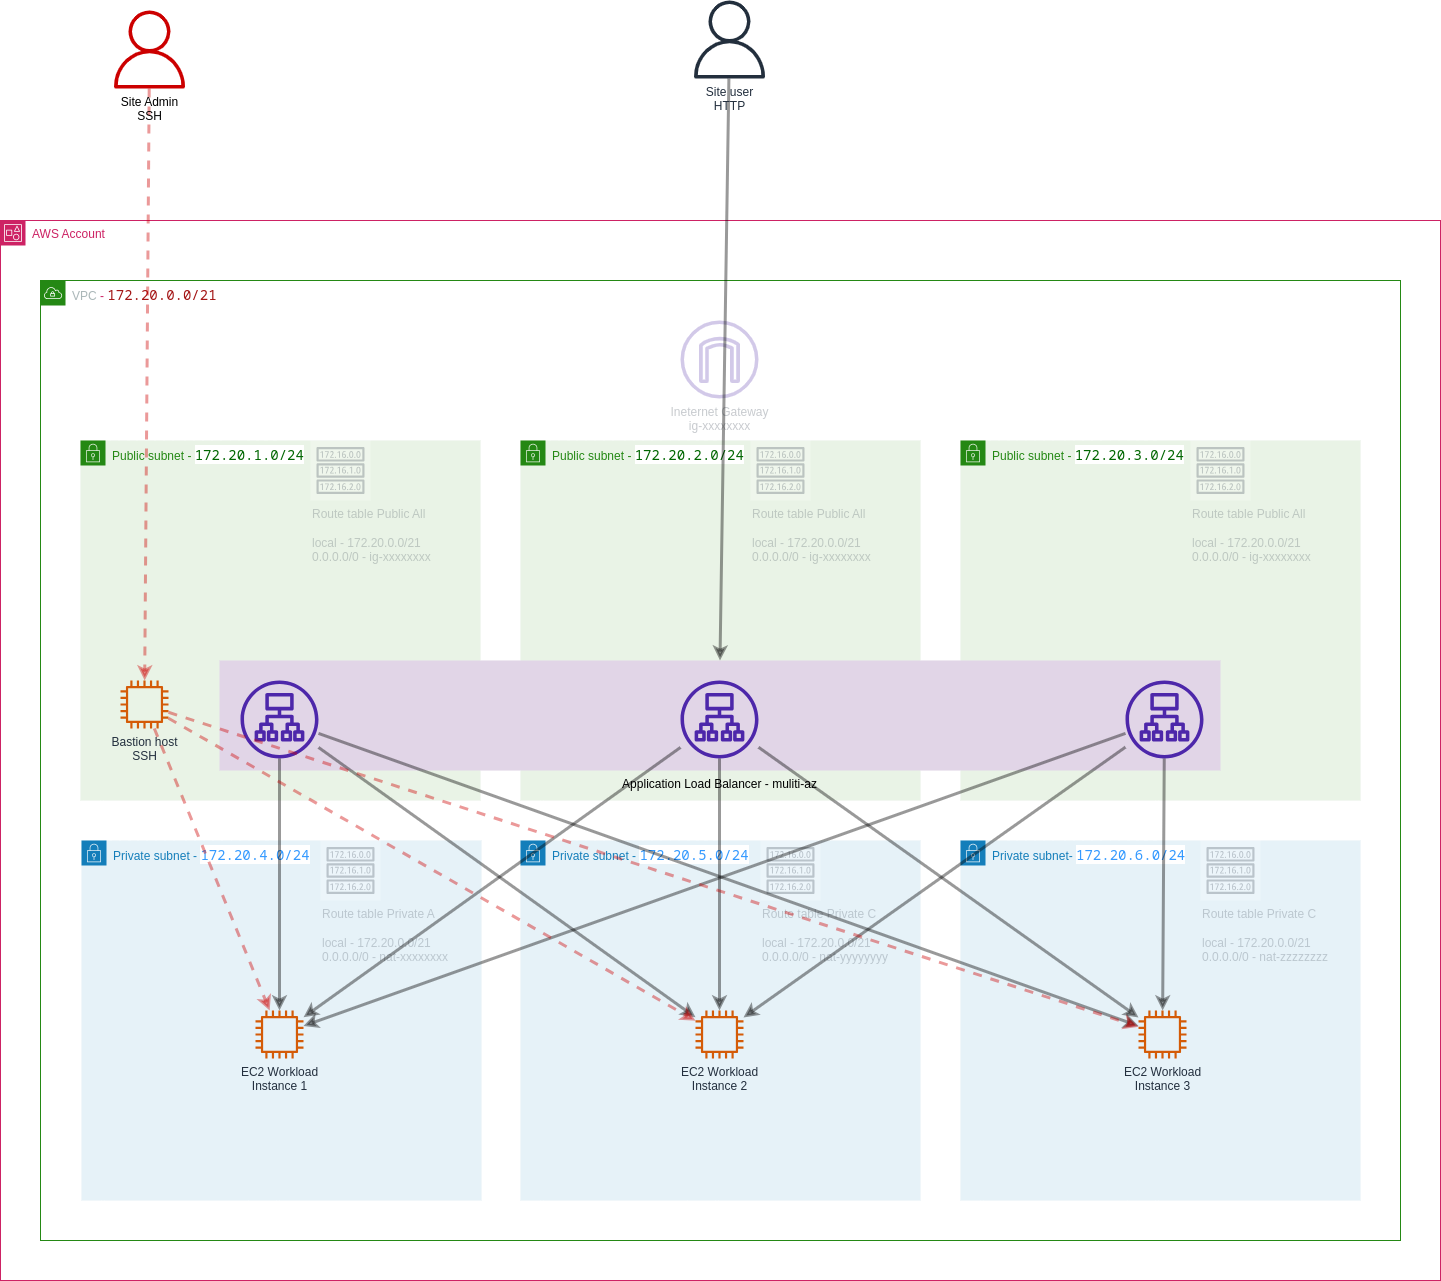 Site Admin
SSH
Site user
HTTP
AWS Account
VPC - 172.20.0.0/21
Ineternet Gateway
ig-xxxxxxxx
Public subnet - 172.20.1.0/24
172.16.0.0
172.16.1.0
172.16.2.0
Route table Public All
local - 172.20.0.0/21
0.0.0.0/0 - ig-xxxxxxxx
Public subnet - 172.20.2.0/24
172.16.0.0
172.16.1.0
172.16.2.0
Route table Public All
local - 172.20.0.0/21
0.0.0.0/0 - ig-xxxxxxxx
Public subnet - 172.20.3.0/24
172.16.0.0
172.16.1.0
172.16.2.0
Route table Public All
local - 172.20.0.0/21
0.0.0.0/0 - ig-xxxxxxxx
Bastion host
SSH
Application Load Balancer - muliti-az
Private subnet - 172.20.4.0/24
172.16.0.0
172.16.1.0
172.16.2.0
Route table Private A
local - 172.20.0.0/21
0.0.0.0/0 - nat-xxxxxxxx
Private subnet - 172.20.5.0/24
172.16.0.0
172.16.1.0
172.16.2.0
Route table Private C
local - 172.20.0.0/21
0.0.0.0/0 - nat-yyyyyyyy
Private subnet- 172.20.6.0/24
172.16.0.0
172.16.1.0
172.16.2.0
Route table Private C
local - 172.20.0.0/21
0.0.0.0/0 - nat-zzzzzzzz
EC2 Workload
Instance 1
EC2 Workload
Instance 2
EC2 Workload
Instance 3